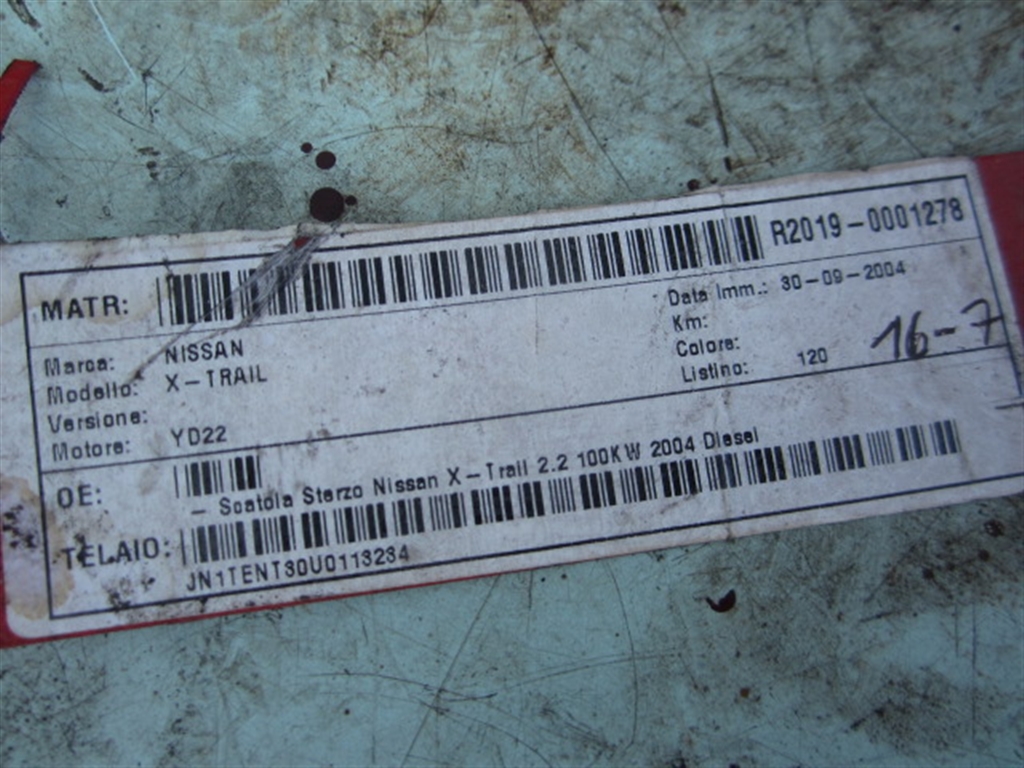 MATR: R2019-0001278
Marca: NISSAN
Modello: X-TRAIL
Versione:
Motore: YD22
Data Imm.: 30-09-2004
Km:
Colore:
Listino: 120
16-7
OE:
- Scatola Sterzo Nissan X-Trail 2.2 100KW 2004 Diesel
TELAIO:
JN1TENT30U0113234